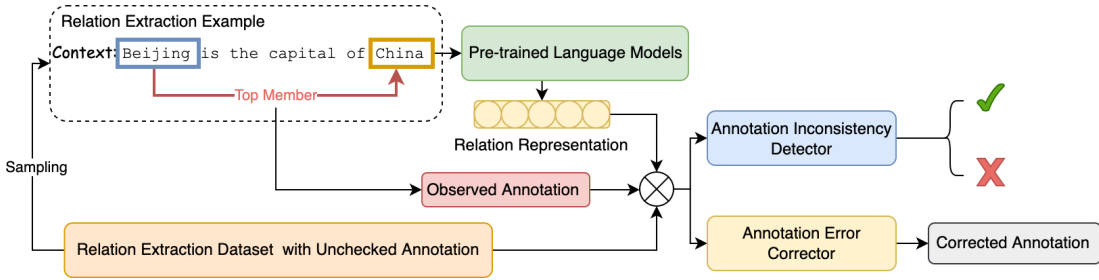 Relation Extraction Example
Context: Beijing is the capital of China
Top Member
Pre-trained Language Models
Relation Representation
Sampling
Observed Annotation
Relation Extraction Dataset with Unchecked Annotation
Annotation Inconsistency
Detector
Annotation Error
Corrector
Corrected Annotation